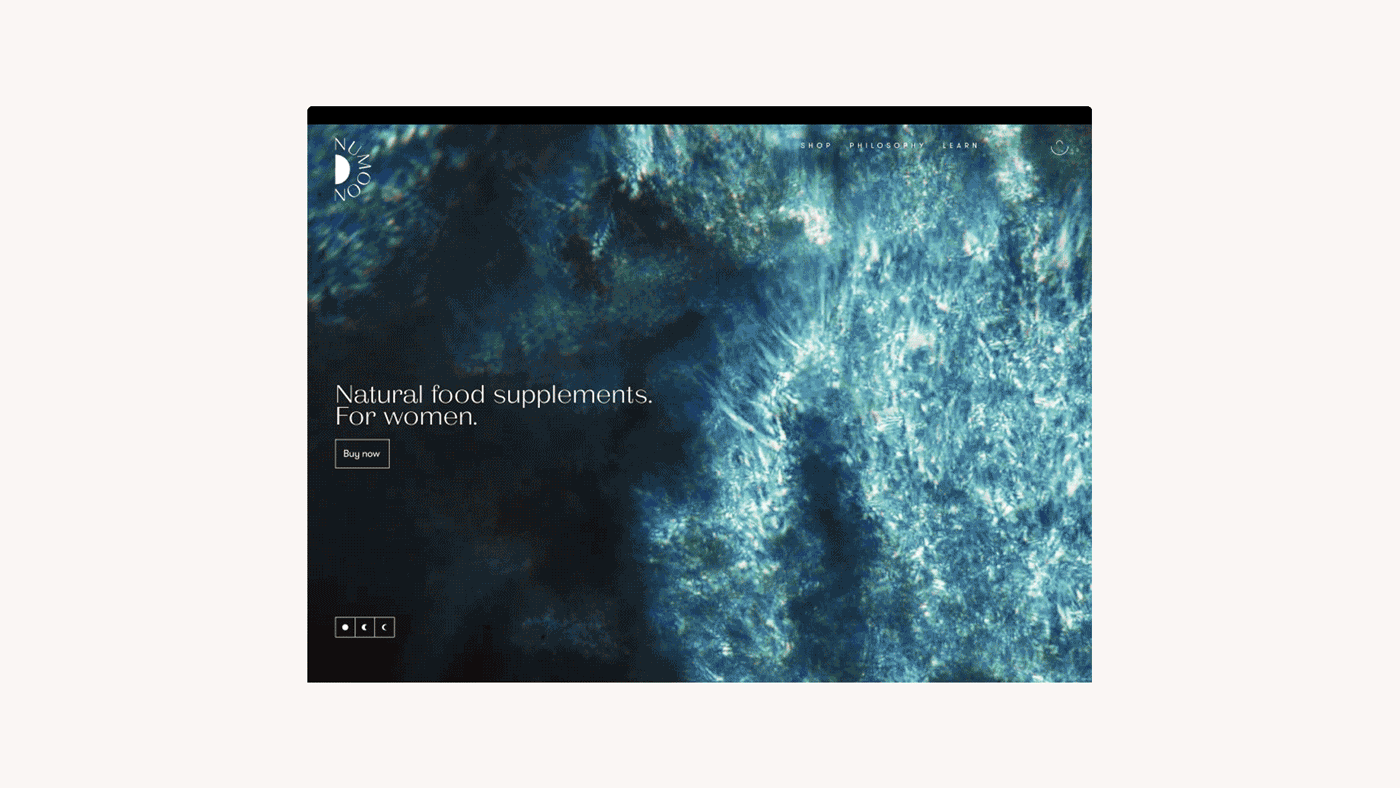 NUMOON
SHOP PHILOSOPHY LEARN
Natural food supplements.
For women.
Buy now